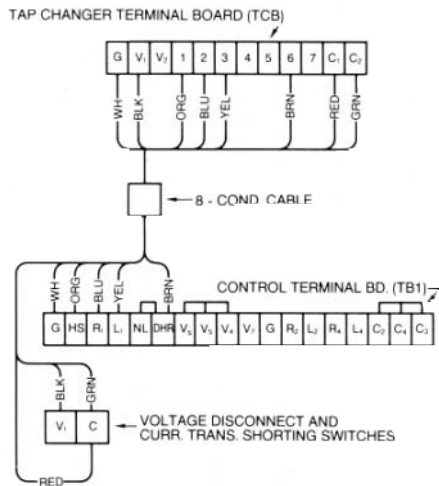 TAP CHANGER TERMINAL BOARD (TCB)
G V₁ V₂ 1 2 3 4 5 6 7 C₁ C₂
WH BLK ORG BLU YEL BRN RED GRN
8 - COND. CABLE
CONTROL TERMINAL BD. (TB1)
WH ORG BLU YEL BRN
G HS R₁ L₁ NL DHR V₆ V₅ V₄ V₇ G R₂ L₂ R₄ L₄ C₂ C₄ C₃
BLK GRN
V₁ C
VOLTAGE DISCONNECT AND
CURR. TRANS. SHORTING SWITCHES
RED